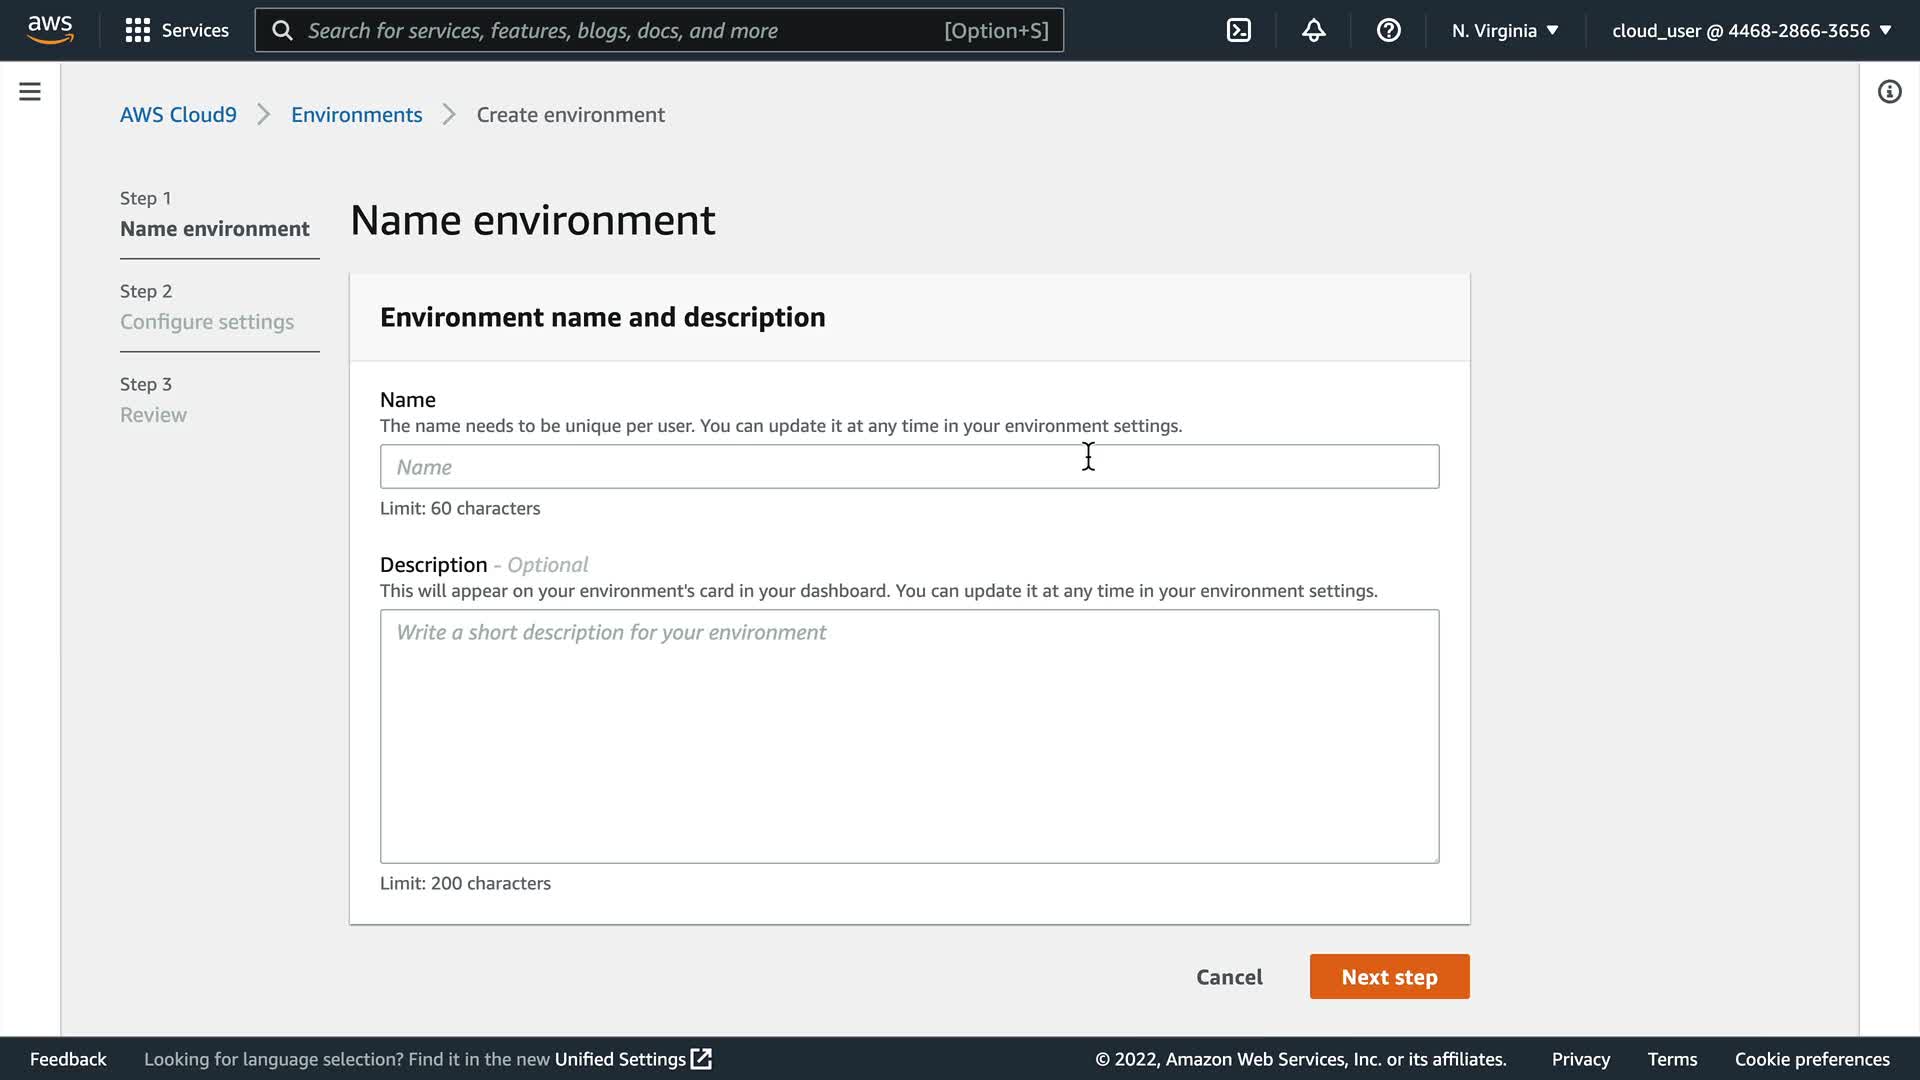 aws Services Search for services, features, blogs, docs, and more [Option+S] N. Virginia cloud_user @ 4468-2866-3656
AWS Cloud9 Environments Create environment
Step 1
Name environment
Step 2
Configure settings
Step 3
Review
Name environment
Environment name and description
Name
The name needs to be unique per user. You can update it at any time in your environment settings.
Name
Limit: 60 characters
Description - Optional
This will appear on your environment's card in your dashboard. You can update it at any time in your environment settings.
Write a short description for your environment
Limit: 200 characters
Cancel Next step
Feedback Looking for language selection? Find it in the new Unified Settings © 2022, Amazon Web Services, Inc. or its affiliates. Privacy Terms Cookie preferences